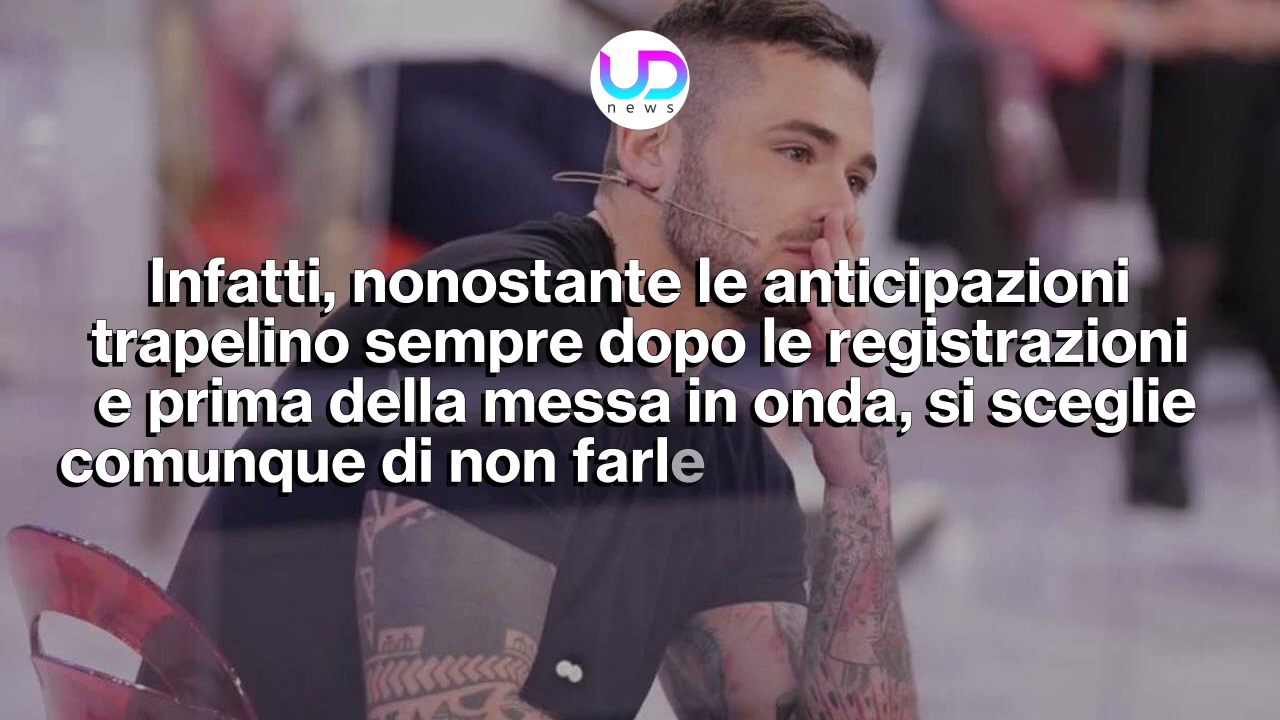 UD
news
Infatti, nonostante le anticipazioni
trapelino sempre dopo le registrazioni
e prima della messa in onda, si sceglie
comunque di non farle